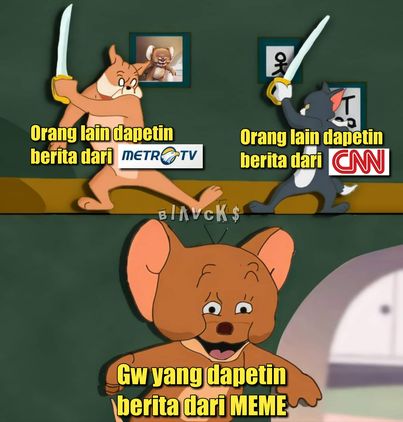 Orang lain dapetin
berita dari METRO TV
Orang lain dapetin
berita dari CNN
BlΛVCK$
Gw yang dapetin
berita dari MEME